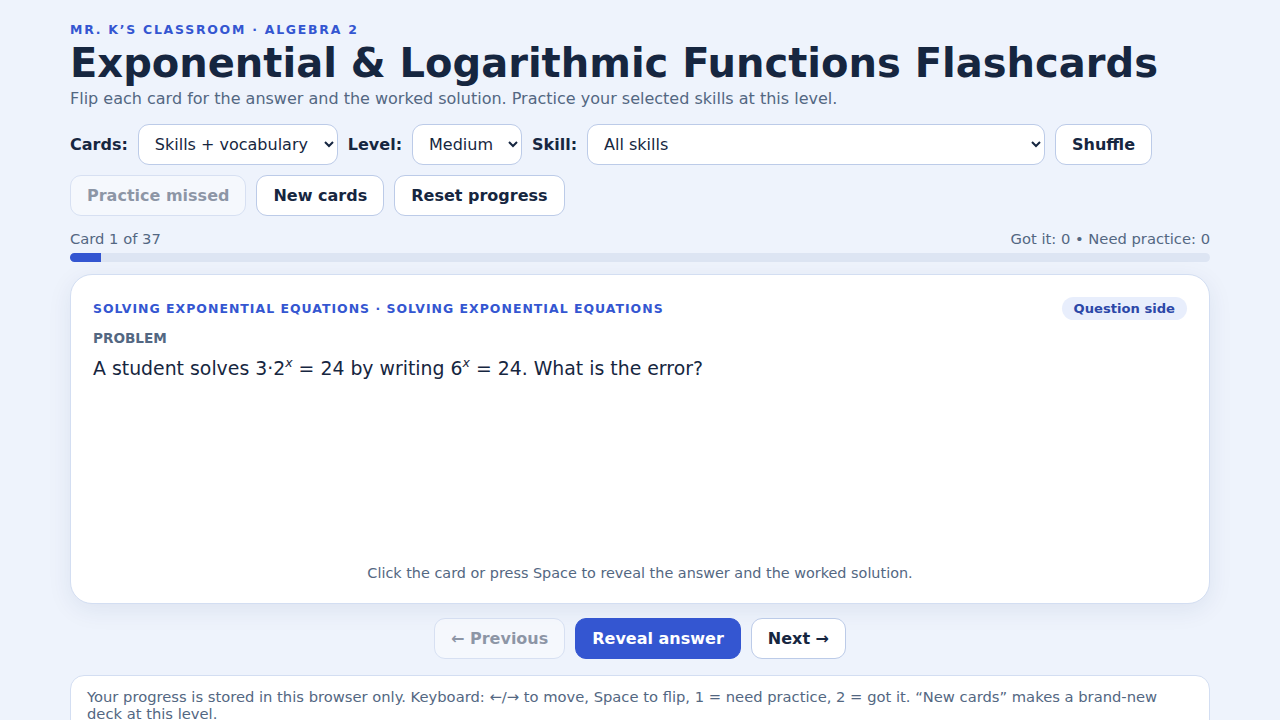 MR. K’S CLASSROOM · ALGEBRA 2
Exponential & Logarithmic Functions Flashcards
Flip each card for the answer and the worked solution. Practice your selected skills at this level.
Cards: Skills + vocabulary Level: Medium Skill: All skills Shuffle
Practice missed New cards Reset progress
Card 1 of 37 Got it: 0 • Need practice: 0
SOLVING EXPONENTIAL EQUATIONS · SOLVING EXPONENTIAL EQUATIONS Question side
PROBLEM
A student solves 3·2ˣ = 24 by writing 6ˣ = 24. What is the error?
Click the card or press Space to reveal the answer and the worked solution.
← Previous Reveal answer Next →
Your progress is stored in this browser only. Keyboard: ←/→ to move, Space to flip, 1 = need practice, 2 = got it. “New cards” makes a brand-new
deck at this level.